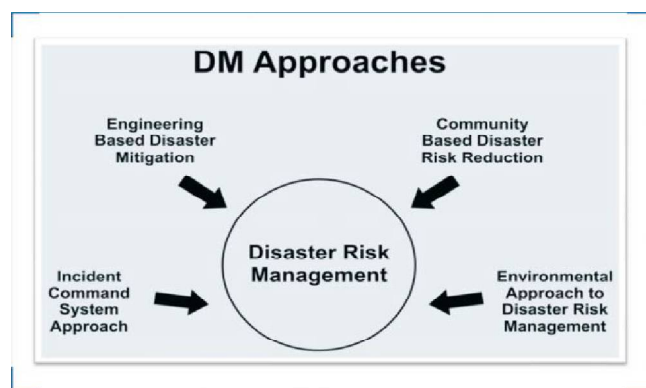 DM Approaches
Engineering
Based Disaster
Mitigation
Community
Based Disaster
Risk Reduction
Disaster Risk
Management
Incident
Command
System
Approach
Environmental
Approach to
Disaster Risk
Management